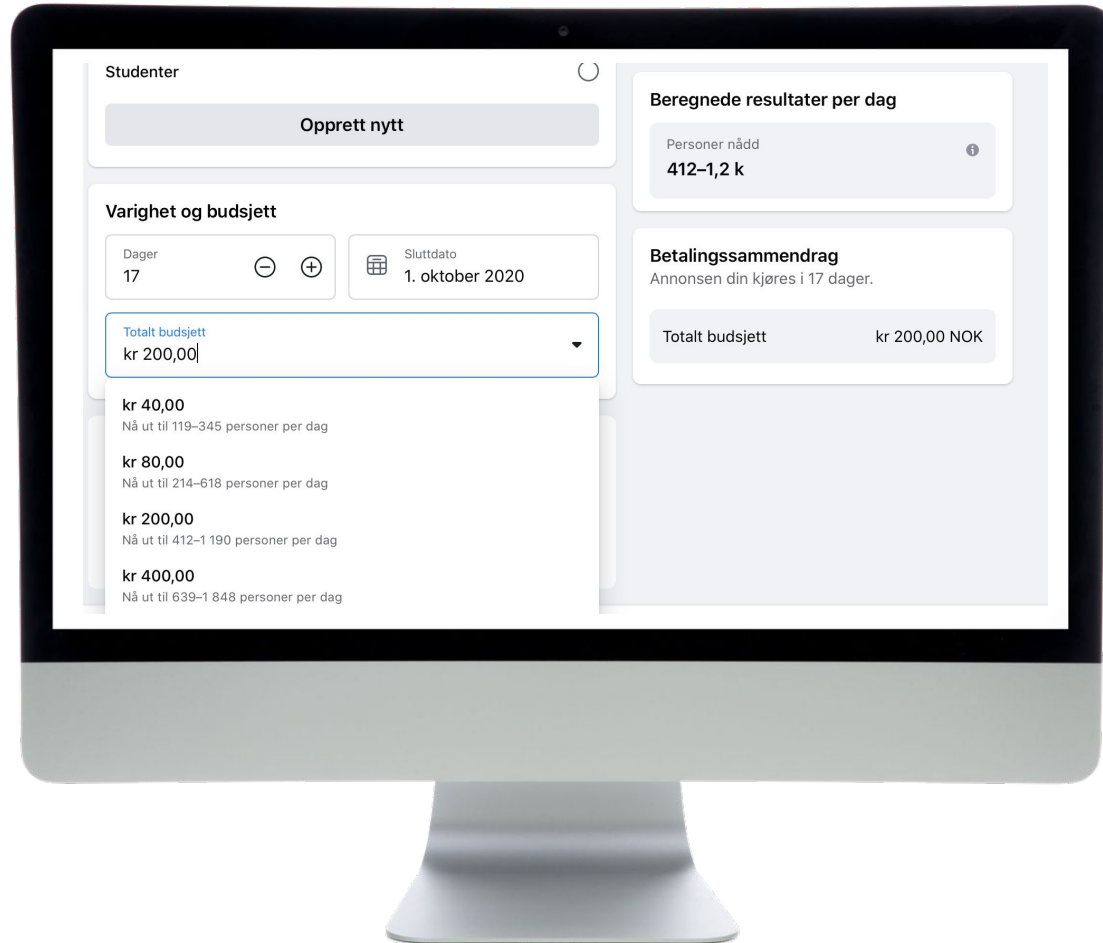 Studenter
Opprett nytt
Varighet og budsjett
Dager
17
Sluttdato
1. oktober 2020
Totalt budsjett
kr 200,00
kr 40,00
Nå ut til 119–345 personer per dag
kr 80,00
Nå ut til 214–618 personer per dag
kr 200,00
Nå ut til 412–1 190 personer per dag
kr 400,00
Nå ut til 639–1 848 personer per dag
Beregnede resultater per dag
Personer nådd
412–1,2 k
Betalingssammendrag
Annonsen din kjøres i 17 dager.
Totalt budsjett kr 200,00 NOK